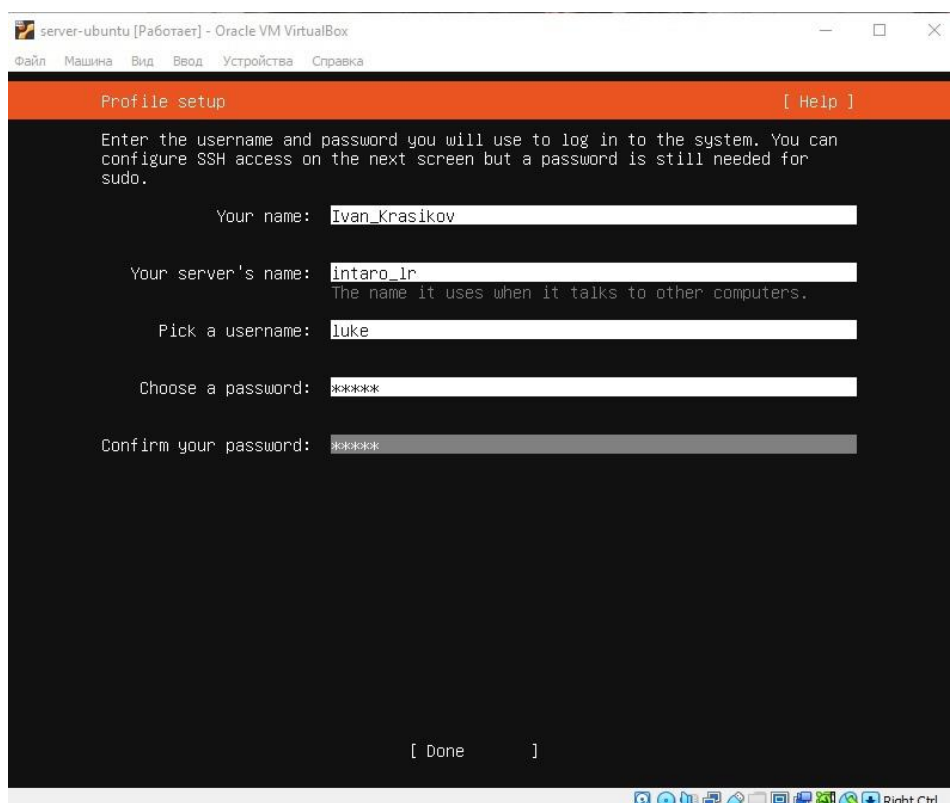 server-ubuntu [Работает] - Oracle VM VirtualBox
Файл Машина Вид Ввод Устройства Справка
Profile setup [ Help ]
Enter the username and password you will use to log in to the system. You can
configure SSH access on the next screen but a password is still needed for
sudo.
Your name: Ivan_Krasikov
Your server's name: intaro_lr
The name it uses when it talks to other computers.
Pick a username: luke
Choose a password: *****
Confirm your password: *****
[ Done ]
Right Ctrl